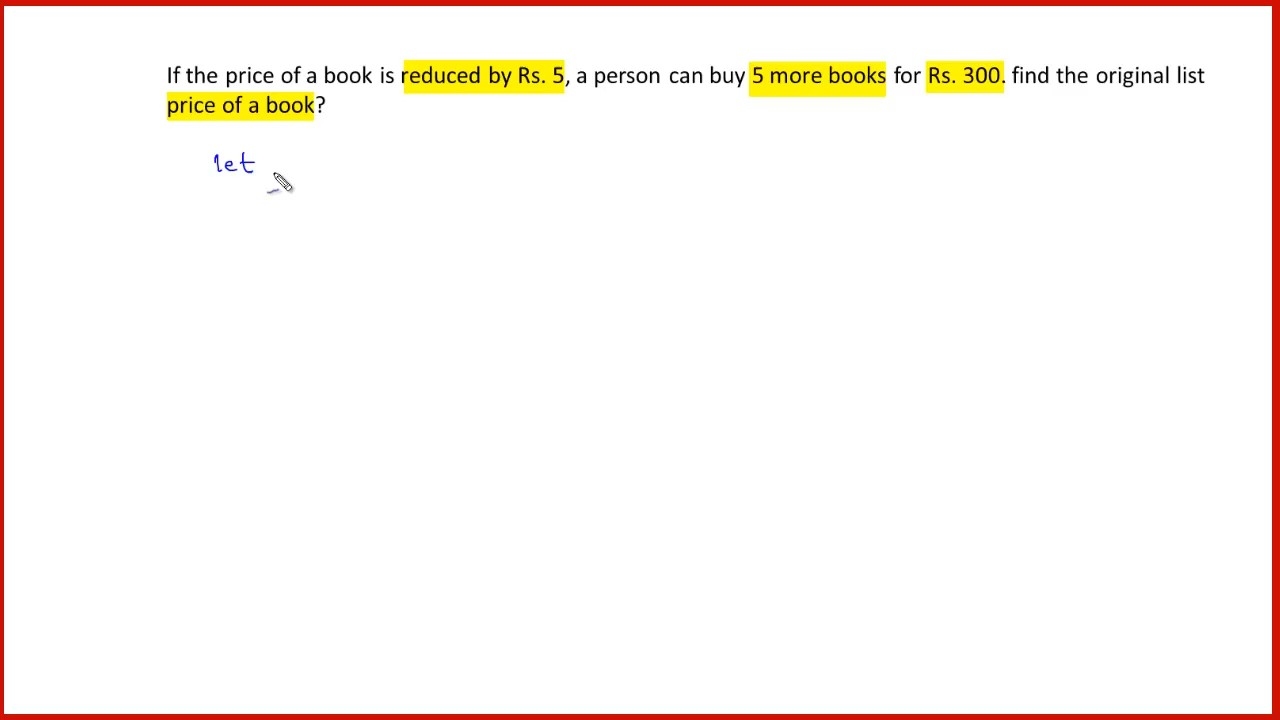 If the price of a book is reduced by Rs. 5, a person can buy 5 more books for Rs. 300. find the original list
price of a book?
let